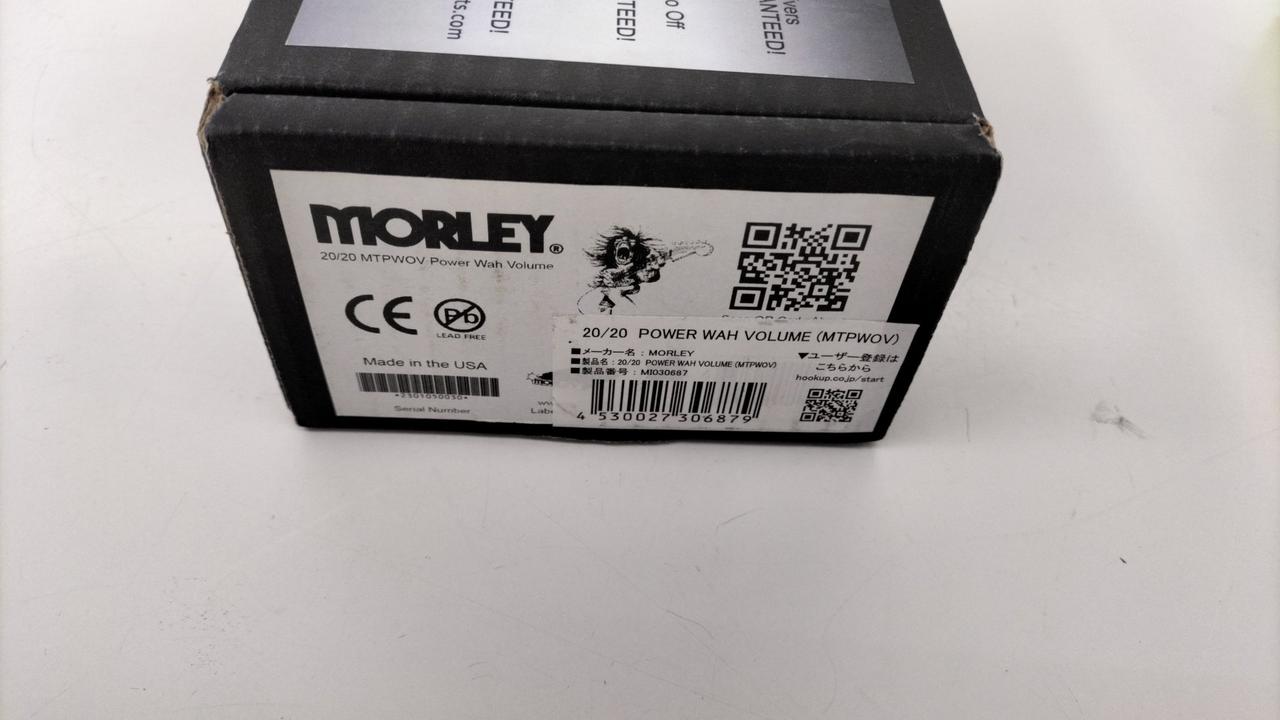 ts.com
TEED!
TEED!
o Off
vers
ANTEED!
MORLEY®
20/20 MTPWOV Power Wah Volume
CE
Pb
LEAD FREE
Made in the USA
*2301050030*
Serial Number
20/20 POWER WAH VOLUME (MTPWOV)
■メーカー名：MORLEY
■製品名：20/20 POWER WAH VOLUME (MTPWOV)
■製品番号：MI030687
4 530027 306879
▼ユーザー登録は
こちらから
hookup.co.jp/start